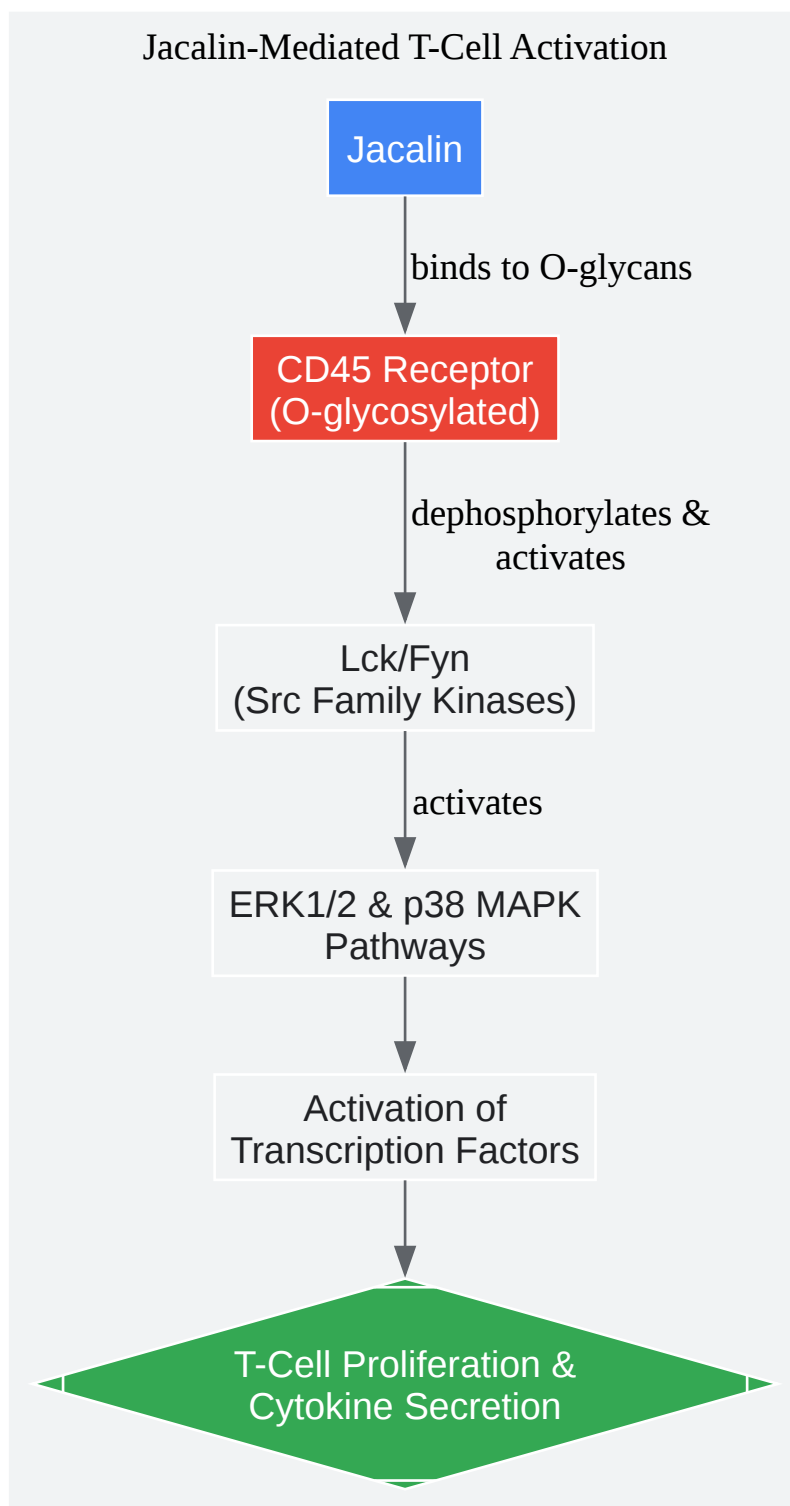 Jacalin-Mediated T-Cell Activation
Jacalin
binds to O-glycans
CD45 Receptor
(O-glycosylated)
dephosphorylates &
activates
Lck/Fyn
(Src Family Kinases)
activates
ERK1/2 & p38 MAPK
Pathways
Activation of
Transcription Factors
T-Cell Proliferation &
Cytokine Secretion